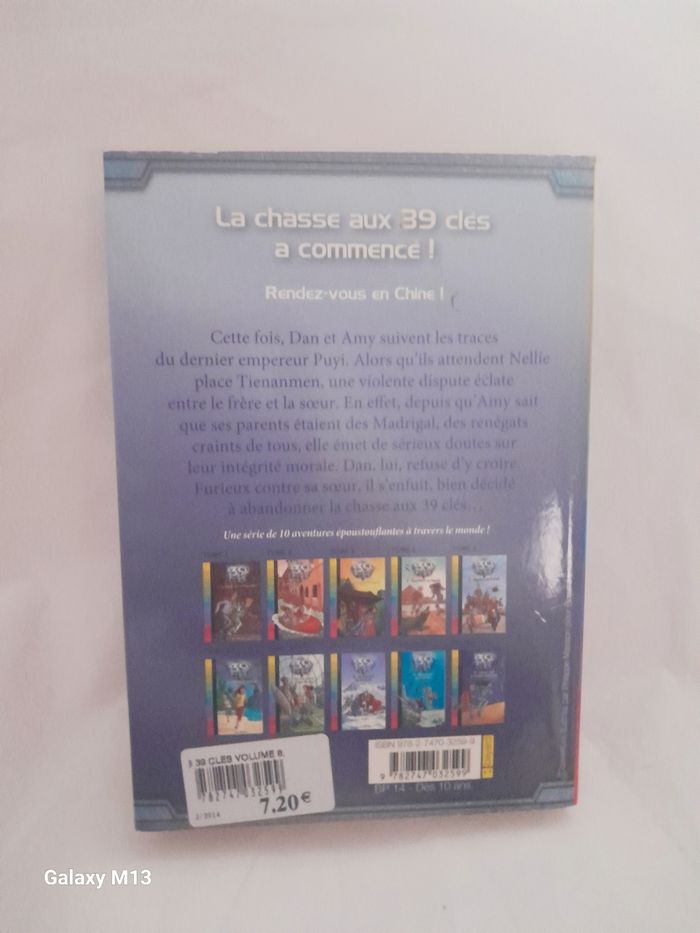 La chasse aux 39 clés
a commencé !
Rendez-vous en Chine !
Cette fois, Dan et Amy suivent les traces
du dernier empereur Puyi. Alors qu'ils attendent Nellie
place Tienanmen, une violente dispute éclate
entre le frère et la sœur. En effet, depuis qu'Amy sait
que ses parents étaient des Madrigal, des renégats
craints de tous, elle émet de sérieux doutes sur
leur intégrité morale. Dan, lui, refuse d'y croire.
Furieux contre sa sœur, il s'enfuit, bien décidé
à abandonner la chasse aux 39 clés...
Une série de 10 aventures époustouflantes à travers le monde !
39 CLES VOLUME 8.
9782747032599
7.20€
2/2014
ISBN 978-2-7470-3259-9
9 782747 032599
BP 14 - Dès 10 ans
Galaxy M13